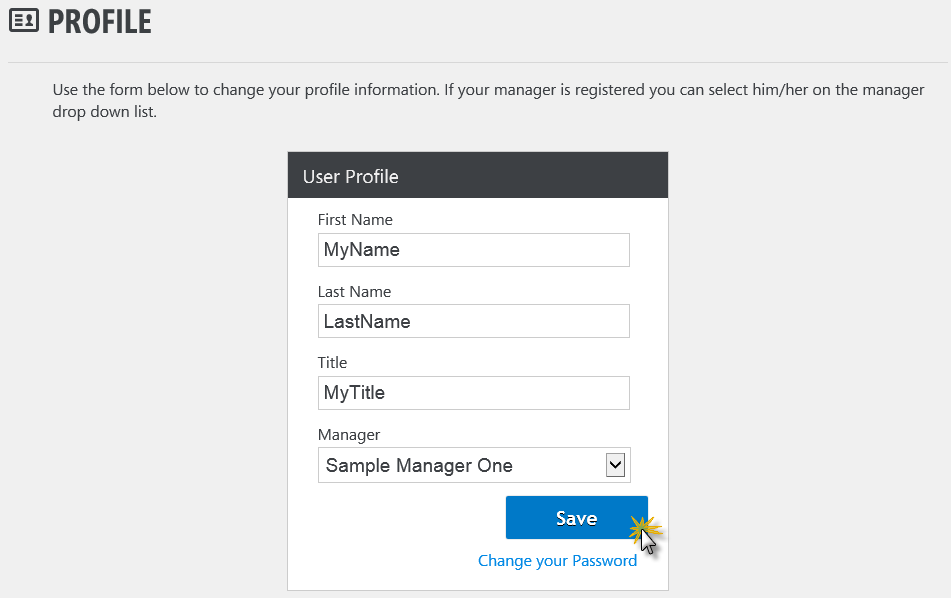 PROFILE
Use the form below to change your profile information. If your manager is registered you can select him/her on the manager
drop down list.
User Profile
First Name
MyName
Last Name
LastName
Title
MyTitle
Manager
Sample Manager One
Save
Change your Password